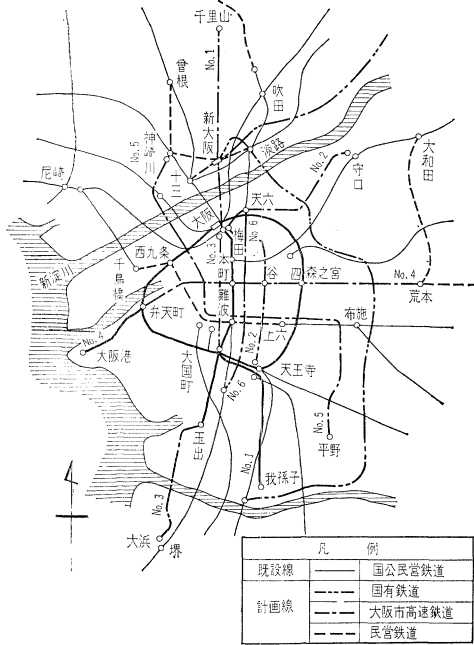 千里山
No.1
曽根
吹田
新大阪
No.5
神崎川
十三
淡路
No.2
守口
大和田
尼崎
天六
大阪
梅田
No.6
No.3
西九条
千鳥橋
新淀川
本町
谷四
森之宮
No.4
荒本
弁天町
難波
上六
布施
No.4
大阪港
大国町
No.2
天王寺
No.6
No.5
平野
玉出
No.1
我孫子
No.3
大浜
堺
凡例
既設線 国公民営鉄道
計画線 国有鉄道
大阪市高速鉄道
民営鉄道